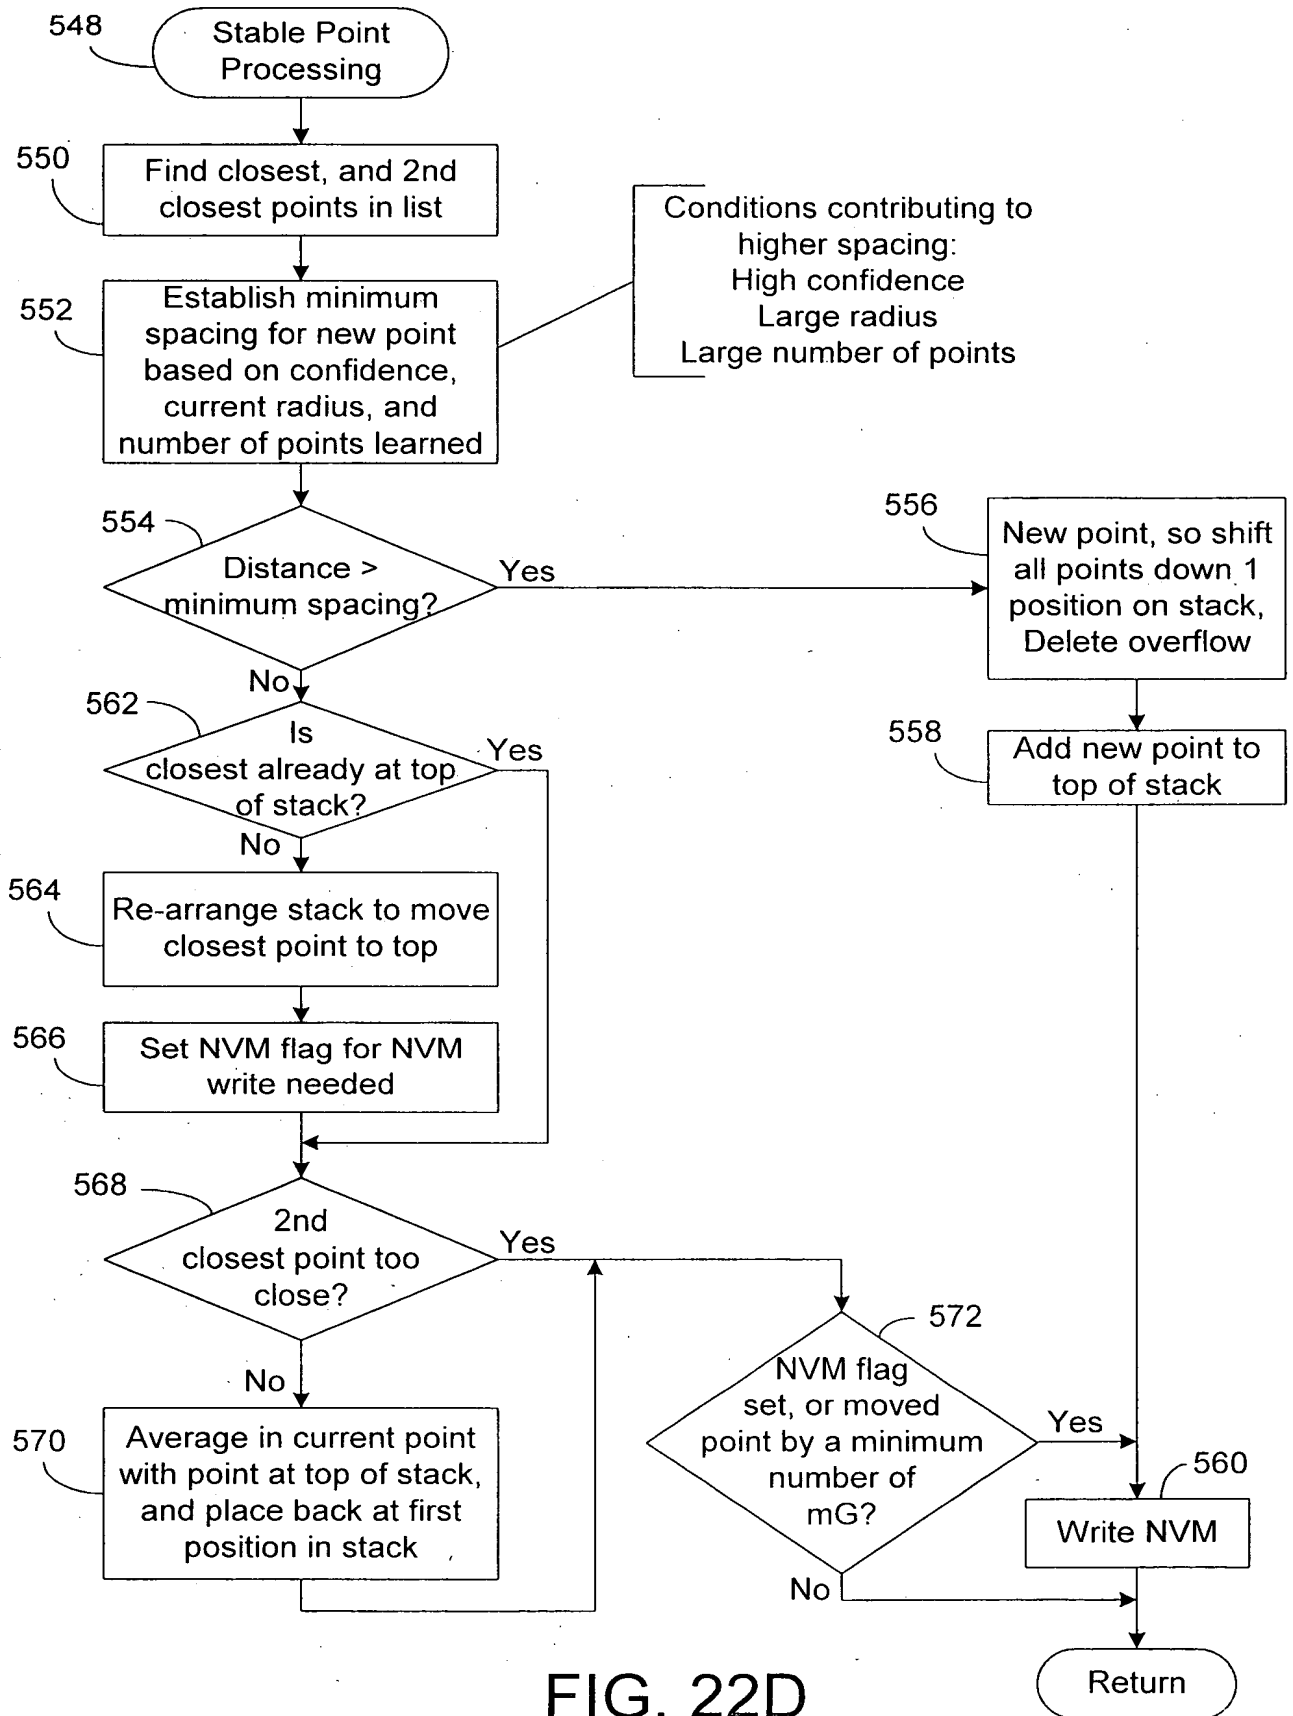 548
Stable Point
Processing
550
Find closest, and 2nd
closest points in list
Conditions contributing to
higher spacing:
High confidence
Large radius
Large number of points
552
Establish minimum
spacing for new point
based on confidence,
current radius, and
number of points learned
554
Distance >
minimum spacing?
Yes
No
556
New point, so shift
all points down 1
position on stack,
Delete overflow
558
Add new point to
top of stack
562
Is
closest already at top
of stack?
Yes
No
564
Re-arrange stack to move
closest point to top
566
Set NVM flag for NVM
write needed
568
2nd
closest point too
close?
Yes
No
570
Average in current point
with point at top of stack,
and place back at first
position in stack
572
NVM flag
set, or moved
point by a minimum
number of
mG?
Yes
No
560
Write NVM
Return
FIG. 22D